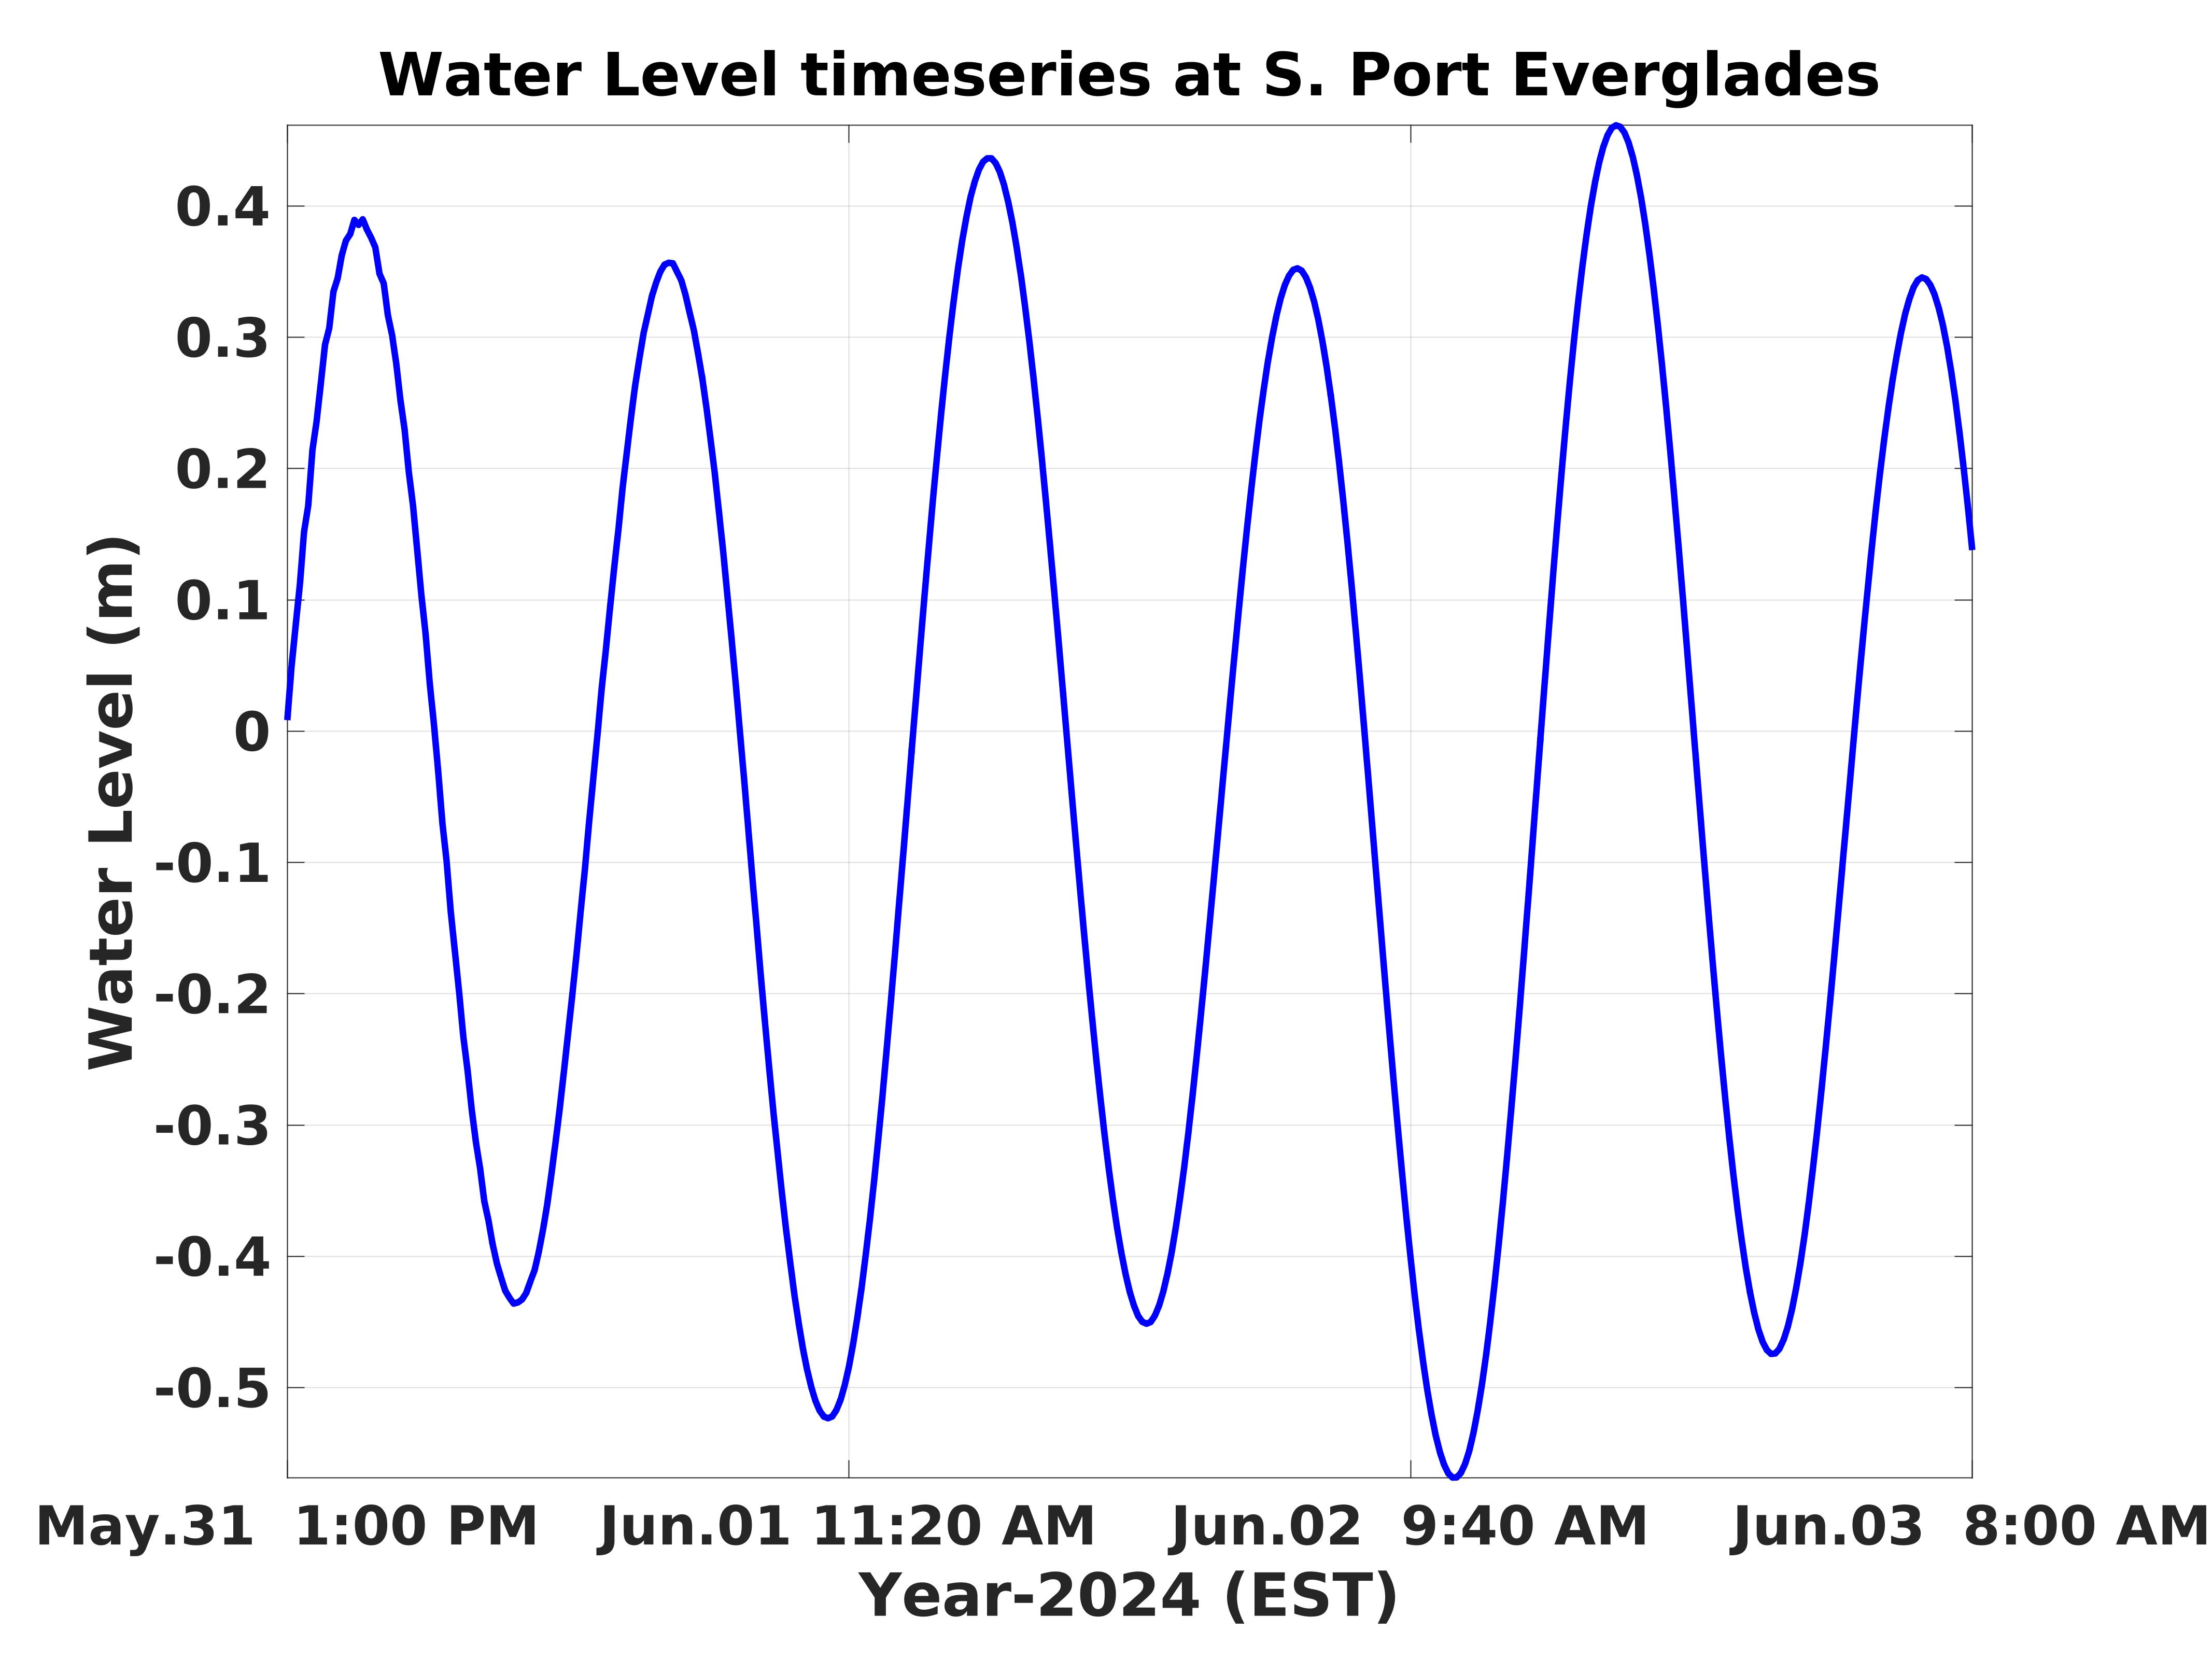 Water Level timeseries at S. Port Everglades
Water Level (m)
0.4
0.3
0.2
0.1
0
-0.1
-0.2
-0.3
-0.4
-0.5
May.31 1:00 PM Jun.01 11:20 AM Jun.02 9:40 AM Jun.03 8:00 AM
Year-2024 (EST)